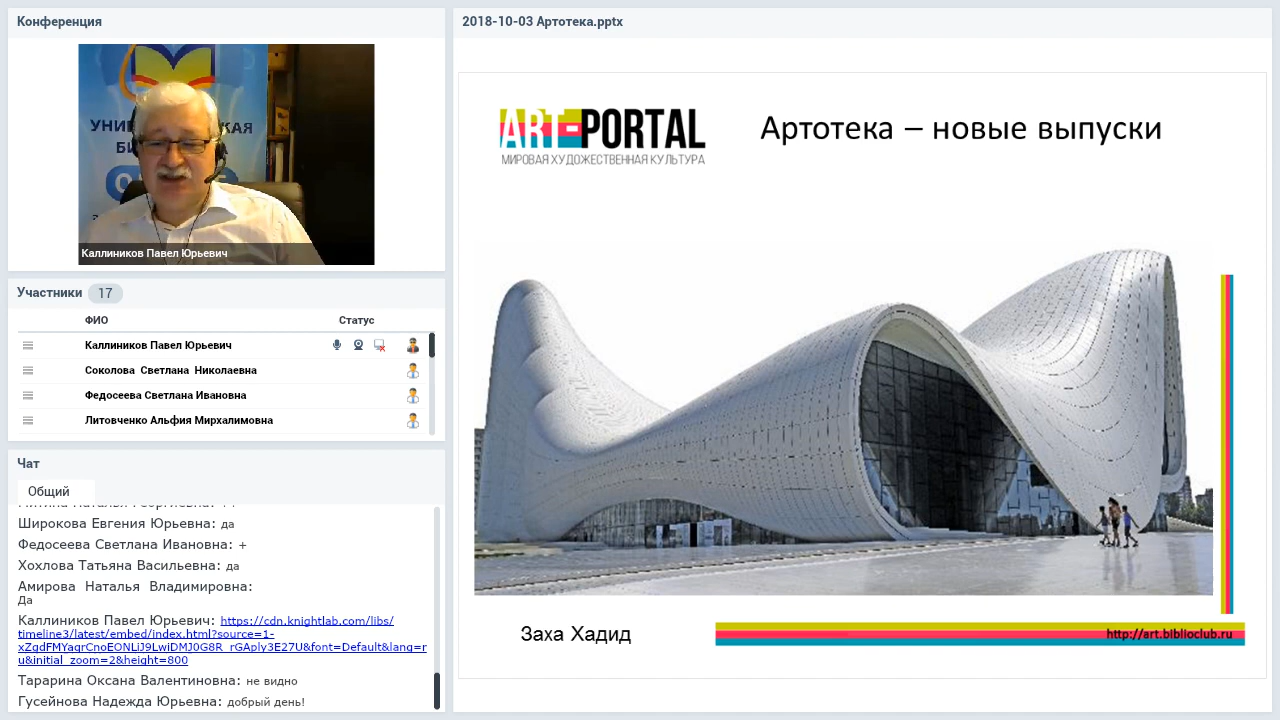 Конференция
Каллиников Павел Юрьевич
Участники 17
ФИО Статус
Каллиников Павел Юрьевич
Соколова Светлана Николаевна
Федосеева Светлана Ивановна
Литовченко Альфия Мирхалимовна
Чат
Общий
Широкова Евгения Юрьевна: да
Федосеева Светлана Ивановна: +
Хохлова Татьяна Васильевна: да
Амирова Наталья Владимировна:
Да
Каллиников Павел Юрьевич: https://cdn.knightlab.com/libs/
timeline3/latest/embed/index.html?source=1-
xZgdFMYaqrCnoEONLiJ9LwiDMJ0G8R_rGAply3E27U&font=Default&lang=r
u&initial_zoom=2&height=800
Тарарина Оксана Валентиновна: не видно
Гусейнова Надежда Юрьевна: добрый день!
2018-10-03 Артотека.pptx
ART-PORTAL
МИРОВАЯ ХУДОЖЕСТВЕННАЯ КУЛЬТУРА
Артотека – новые выпуски
Заха Хадид
http://art.biblioclub.ru